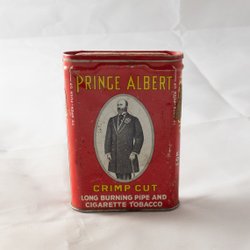 PRINCE ALBERT
CRIMP CUT
LONG BURNING PIPE AND
CIGARETTE TOBACCO